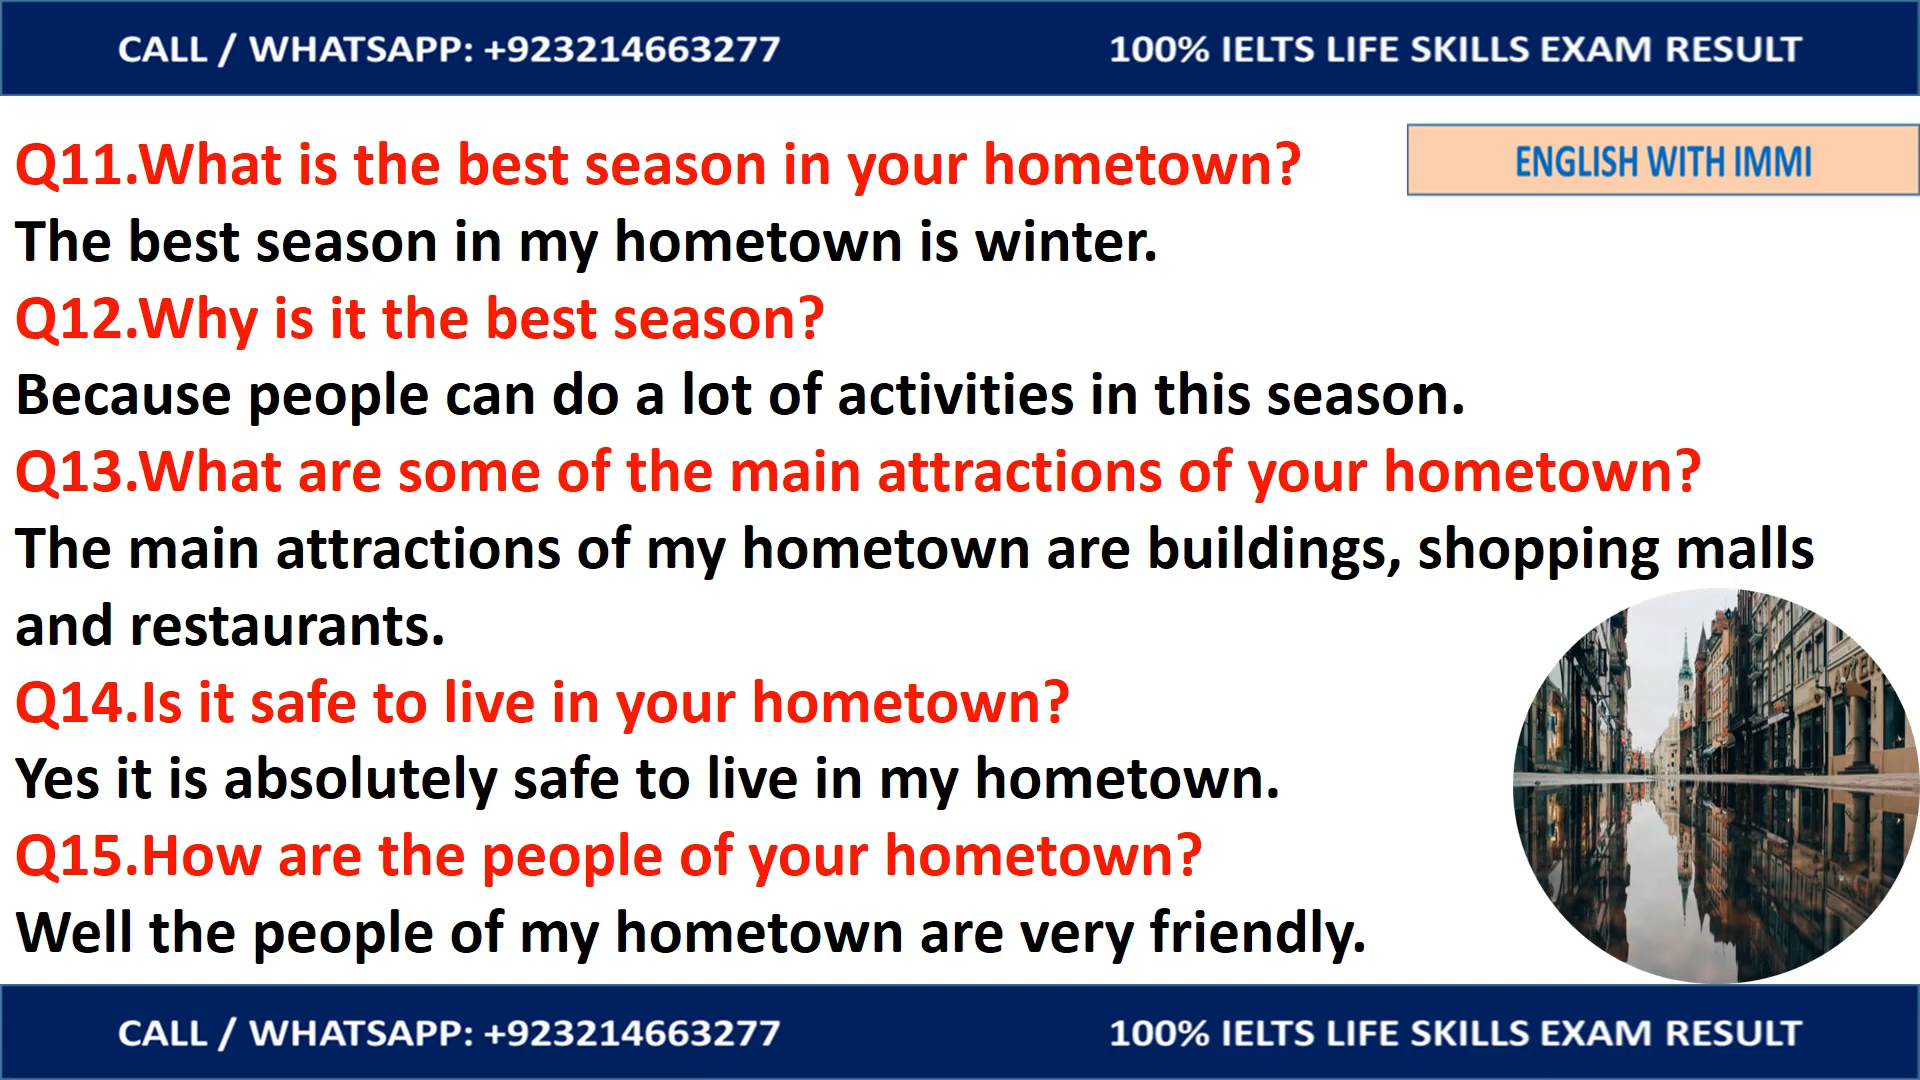 CALL / WHATSAPP: +923214663277
100% IELTS LIFE SKILLS EXAM RESULT
ENGLISH WITH IMMI
Q11.What is the best season in your hometown?
The best season in my hometown is winter.
Q12.Why is it the best season?
Because people can do a lot of activities in this season.
Q13.What are some of the main attractions of your hometown?
The main attractions of my hometown are buildings, shopping malls
and restaurants.
Q14.Is it safe to live in your hometown?
Yes it is absolutely safe to live in my hometown.
Q15.How are the people of your hometown?
Well the people of my hometown are very friendly.
CALL / WHATSAPP: +923214663277
100% IELTS LIFE SKILLS EXAM RESULT